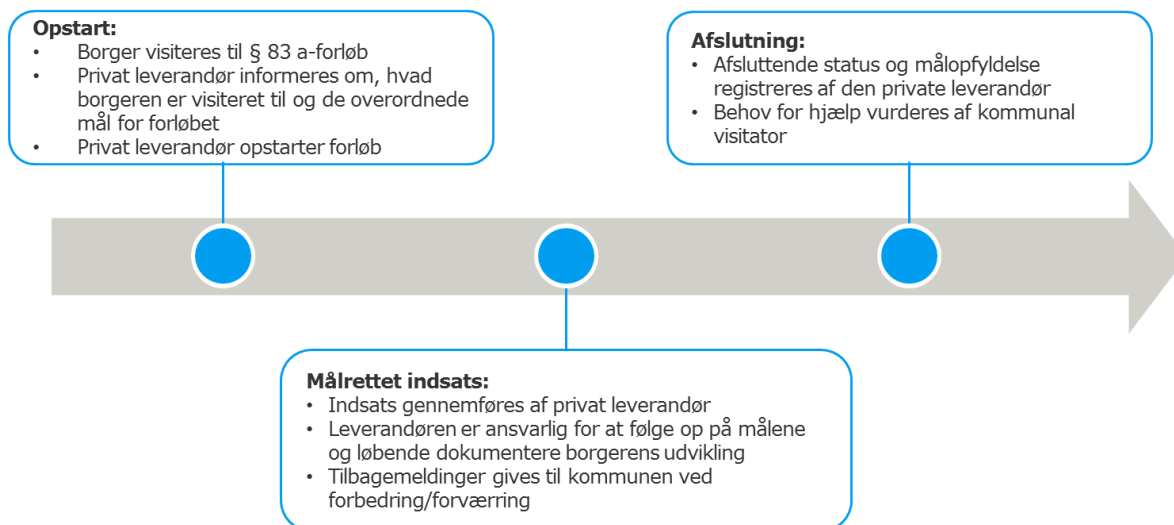 Opstart:
• Borger visiteres til § 83 a-forløb
• Privat leverandør informeres om, hvad
borgeren er visiteret til og de overordnede
mål for forløbet
• Privat leverandør opstarter forløb
Målrettet indsats:
• Indsats gennemføres af privat leverandør
• Leverandøren er ansvarlig for at følge op på målene
og løbende dokumentere borgerens udvikling
• Tilbagemeldinger gives til kommunen ved
forbedring/forværring
Afslutning:
• Afsluttende status og målopfyldelse
registreres af den private leverandør
• Behov for hjælp vurderes af kommunal
visitator